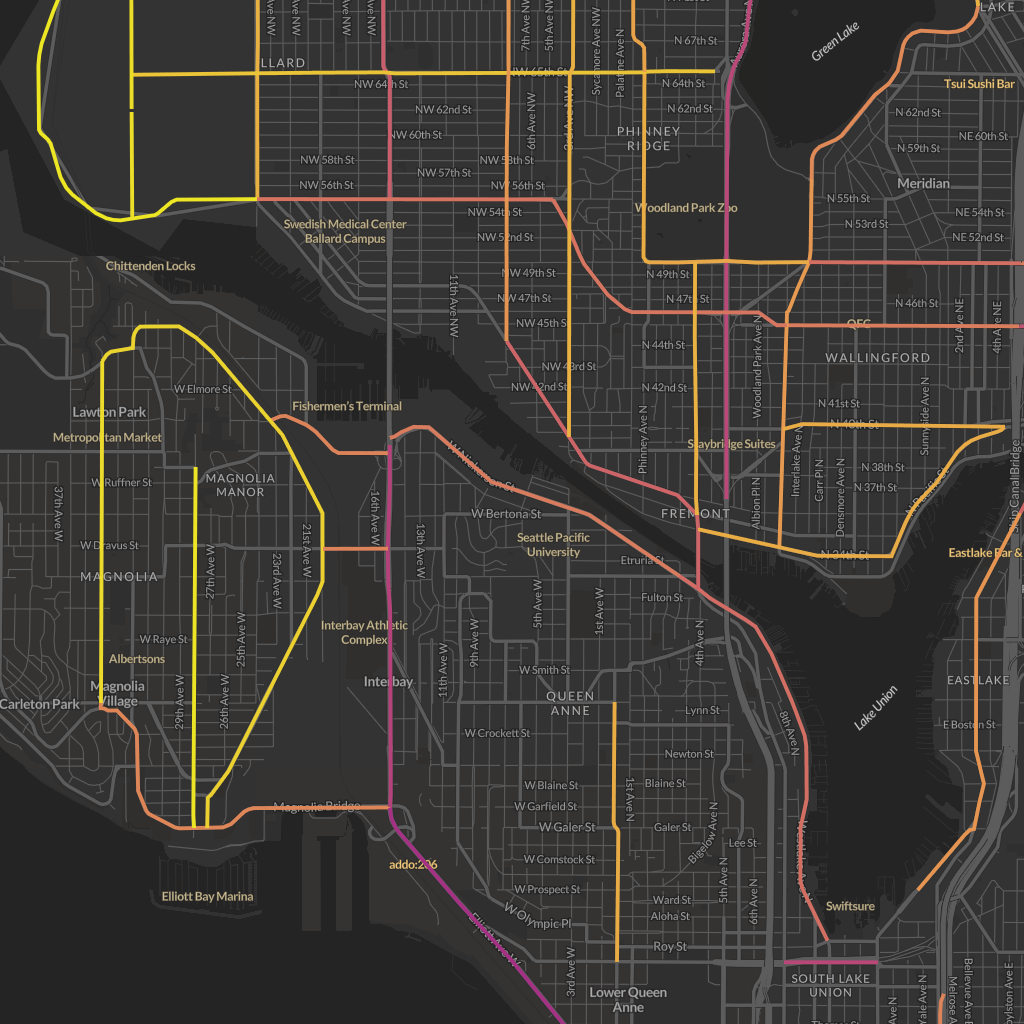 LAKE
N 67th St
Green Lake
7th Ave NW
5th Ave NW
Sycamore Ave NW
Palatine Ave N
LLARD
NW 65th St
NW 64th St
N 64th St
Tsui Sushi Bar
NW 62nd St
N 62nd St
N 62nd St
6th Ave NW
3rd Ave NW
NW 60th St
PHINNEY
RIDGE
NE 60th St
N 59th St
NW 58th St
NW 58th St
NW 57th St
NW 56th St
NW 56th St
Meridian
N 55th St
NW 54th St
Woodland Park Zoo
NE 54th St
Swedish Medical Center
Ballard Campus
N 53rd St
NW 52nd St
NE 52nd St
Chittenden Locks
NW 49th St
N 49th St
11th Ave NW
NW 47th St
N 47th St
N 46th St
2nd Ave NE
4th Ave NE
NW 45th St
QFC
N 44th St
Woodland Park Ave N
WALLINGFORD
NW 43rd St
W Elmore St
NW 42nd St
N 42nd St
Sunnyside Ave N
Lawton Park
Fishermen's Terminal
N 41st St
N 40th St
Metropolitan Market
Phinney Ave N
Staybridge Suites
Interlake Ave N
W Nickerson St
N 38th St
Carr Pl N
Densmore Ave N
N 37th St
W Ruffner St
MAGNOLIA
MANOR
Albion Pl N
N Pacific St
Ship Canal Bridge
37th Ave W
16th Ave W
W Bertona St
FREMONT
21st Ave W
13th Ave W
Seattle Pacific
University
W Dravus St
N 34th St
Eastlake Bar &
27th Ave W
23rd Ave W
Etruria St
MAGNOLIA
5th Ave W
1st Ave W
Fulton St
Interbay Athletic
Complex
W Raye St
25th Ave W
9th Ave W
4th Ave N
Albertsons
11th Ave W
W Smith St
Interbay
Magnolia
Village
QUEEN
ANNE
EASTLAKE
Carleton Park
29th Ave W
26th Ave W
Lynn St
Lake Union
8th Ave N
E Boston St
W Crockett St
Newton St
W Blaine St
1st Ave N
Blaine St
Magnolia Bridge
W Garfield St
W Galer St
Galer St
Bigelow Ave N
Lee St
Westlake Ave N
addo:206
W Comstock St
5th Ave N
6th Ave N
W Prospect St
Elliott Bay Marina
Ward St
Swiftsure
Aloha St
W Olympic Pl
Elliott Ave W
Roy St
3rd Ave W
SOUTH LAKE
UNION
Lower Queen
Anne